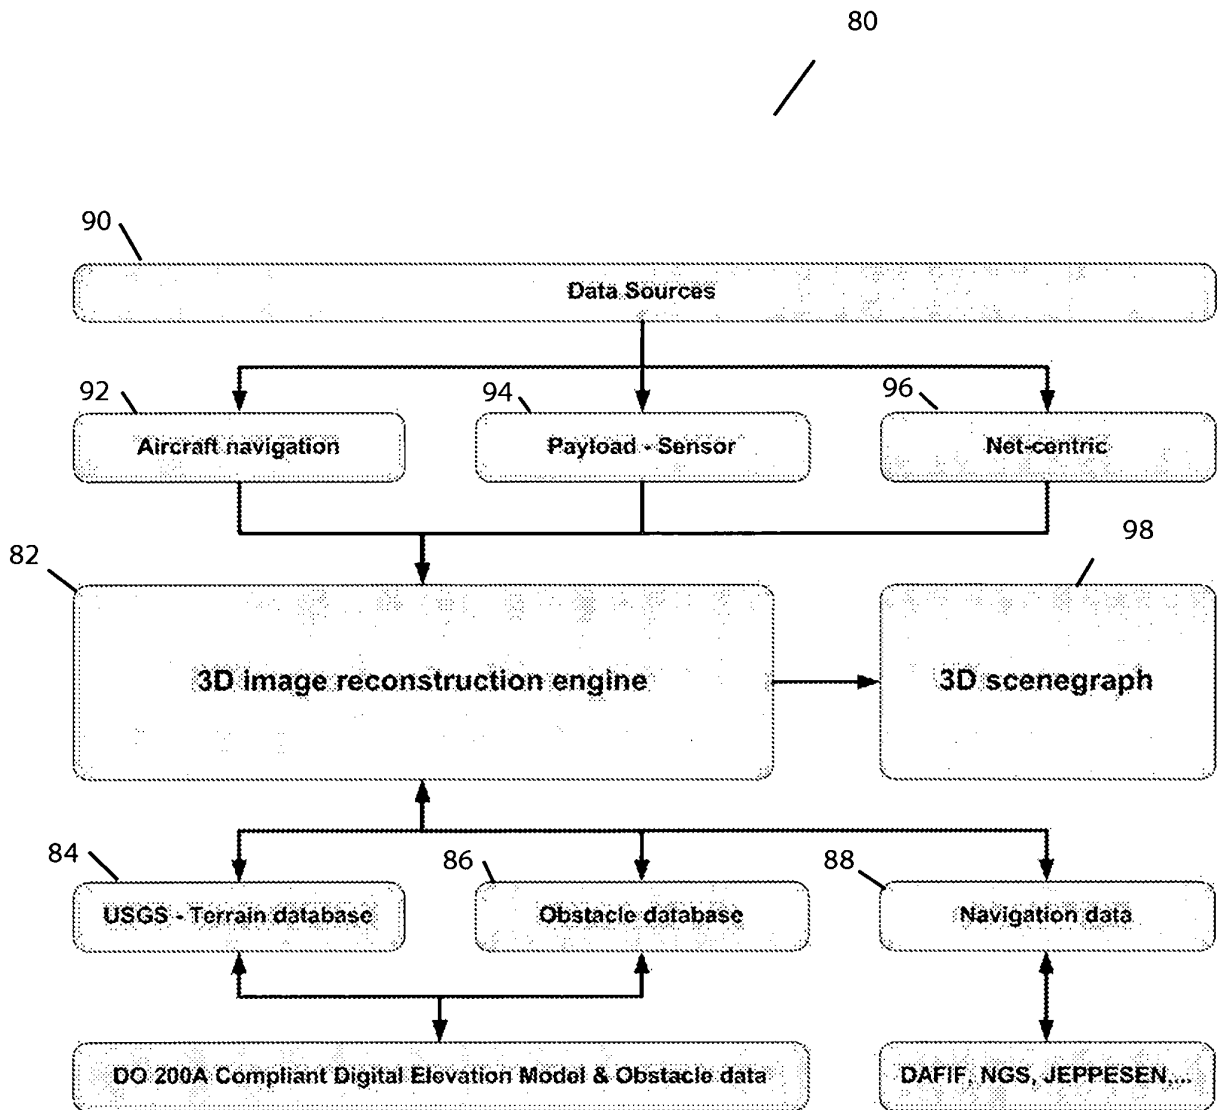 80
90
Data Sources
92
94
96
Aircraft navigation
Payload - Sensor
Net-centric
82
98
3D image reconstruction engine
3D scenegraph
84
86
88
USGS - Terrain database
Obstacle database
Navigation data
DO 200A Compliant Digital Elevation Model & Obstacle data
DAFIF, NGS, JEPPESEN,...